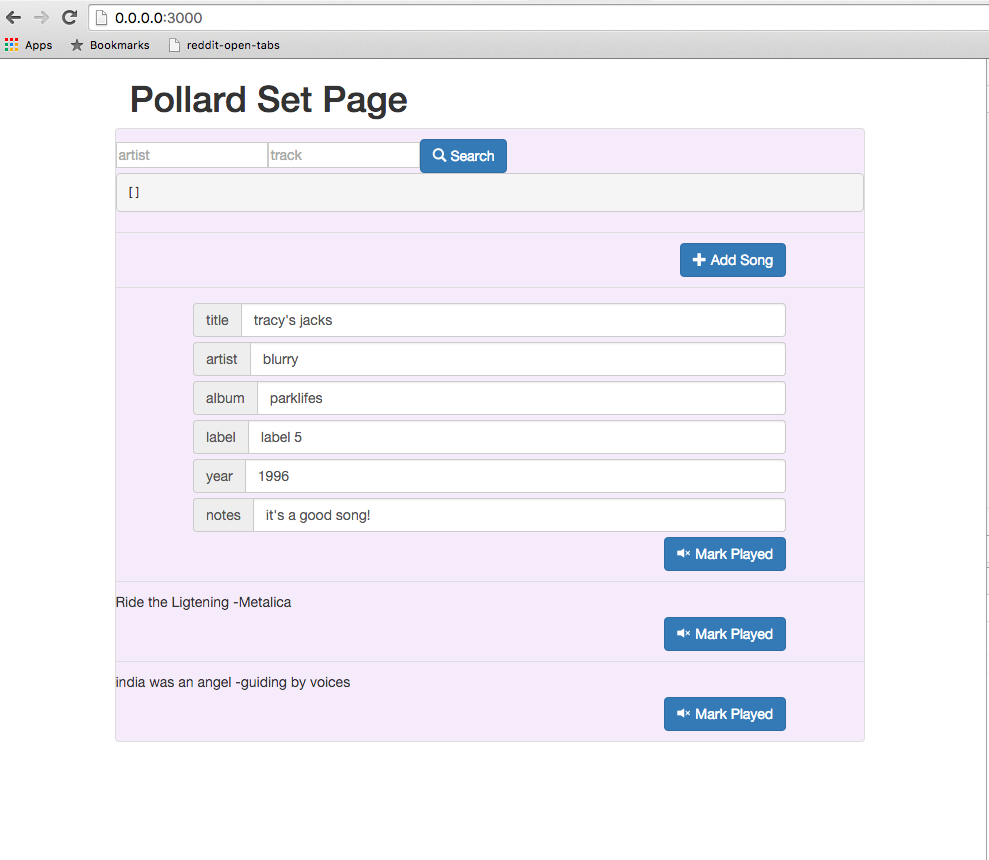 0.0.0.0:3000
Apps Bookmarks reddit-open-tabs
Pollard Set Page
artist track Search
[]
Add Song
title tracy's jacks
artist blurry
album parklifes
label label 5
year 1996
notes it's a good song!
Mark Played
Ride the Ligtening -Metalica
Mark Played
india was an angel -guiding by voices
Mark Played